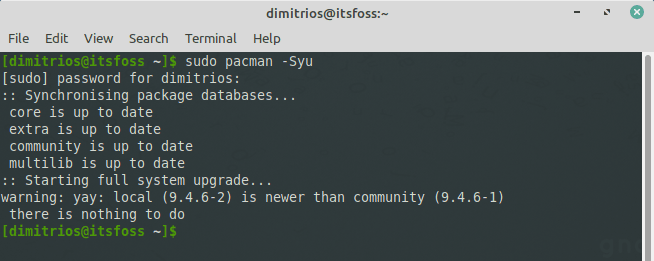 dimitrios@itsfoss:~
File Edit View Search Terminal Help
[dimitrios@itsfoss ~]$ sudo pacman -Syu
[sudo] password for dimitrios:
:: Synchronising package databases...
core is up to date
extra is up to date
community is up to date
multilib is up to date
:: Starting full system upgrade...
warning: yay: local (9.4.6-2) is newer than community (9.4.6-1)
there is nothing to do
[dimitrios@itsfoss ~]$